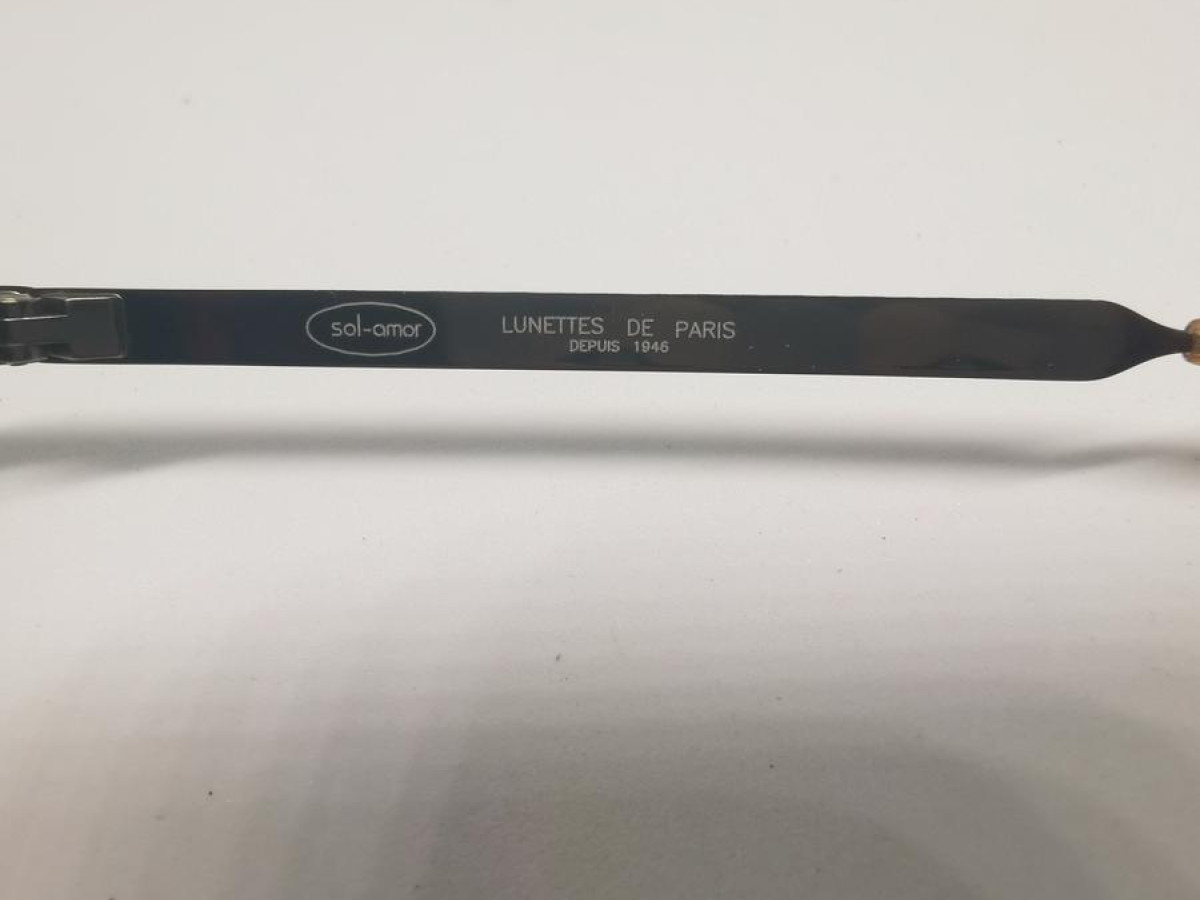 sol-amor
LUNETTES DE PARIS
DEPUIS 1946